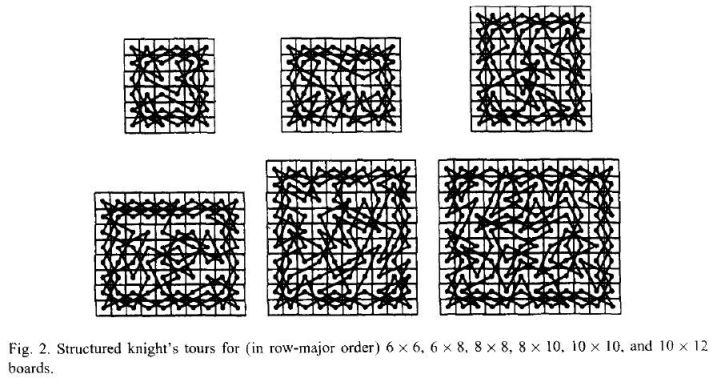 Fig. 2. Structured knight's tours for (in row-major order) 6 × 6, 6 × 8, 8 × 8, 8 × 10, 10 × 10, and 10 × 12
boards.